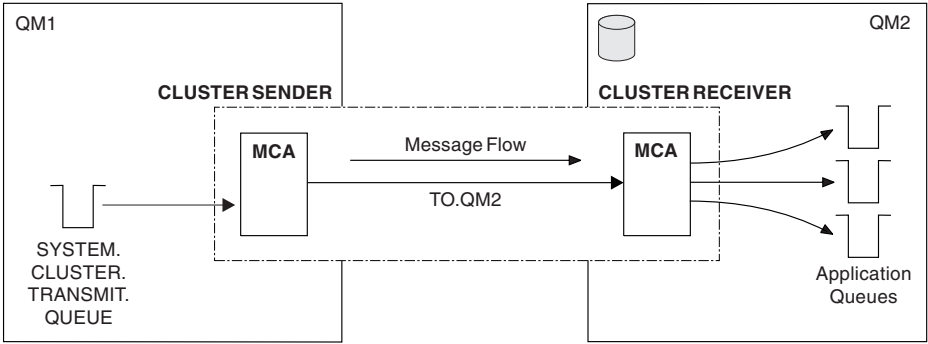 QM1
QM2
CLUSTER SENDER
CLUSTER RECEIVER
MCA
Message Flow
MCA
TO.QM2
SYSTEM.
CLUSTER.
TRANSMIT.
QUEUE
Application
Queues